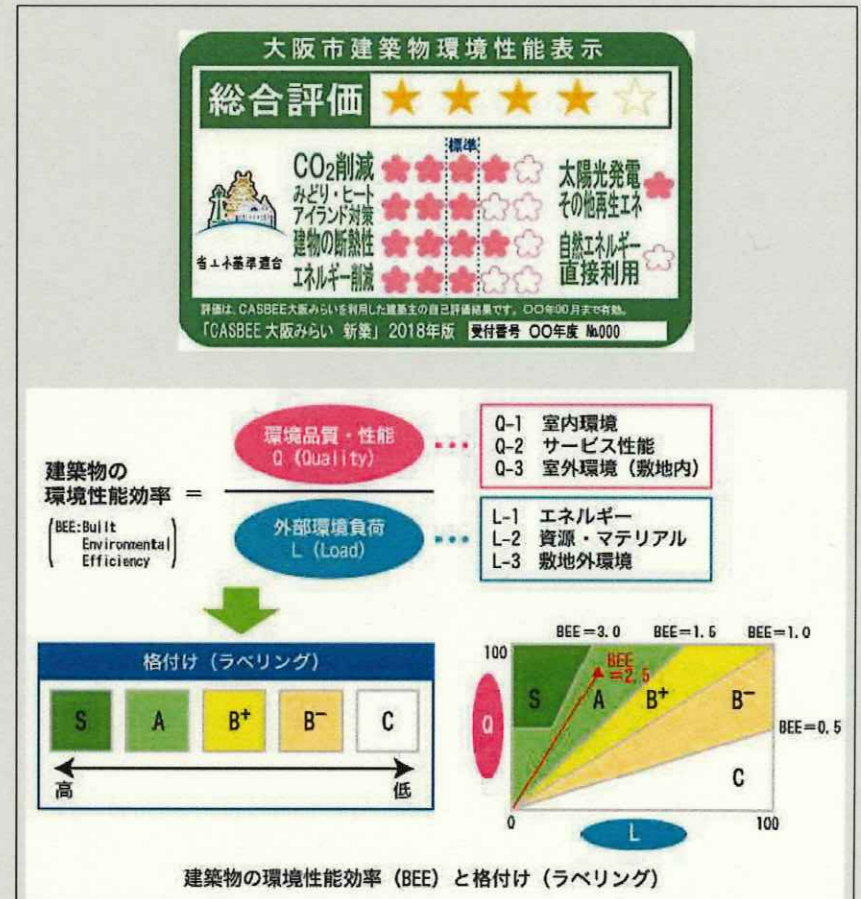 大阪市建築物環境性能表示
総合評価
標準
CO₂削減
みどり・ヒート
アイランド対策
建物の断熱性
エネルギー削減
太陽光発電
その他再生エネ
自然エネルギー
直接利用
省エネ基準適合
評価は、CASBEE大阪みらいを利用した建築主の自己評価結果です。〇〇年00月まで有効。
「CASBEE大阪みらい 新築」2018年版 受付番号 〇〇年度 №000
建築物の
環境性能効率 =
(BEE:Built
Environmental
Efficiency)
環境品質・性能
Q (Quality)
外部環境負荷
L (Load)
Q-1 室内環境
Q-2 サービス性能
Q-3 室外環境(敷地内)
L-1 エネルギー
L-2 資源・マテリアル
L-3 敷地外環境
格付け(ラベリング)
S A B⁺ B⁻ C
高 低
BEE=3.0 BEE=1.5 BEE=1.0
100
BEE
=2.5
S A B⁺ B⁻
BEE=0.5
Q
C
0 L 100
建築物の環境性能効率(BEE)と格付け(ラベリング)